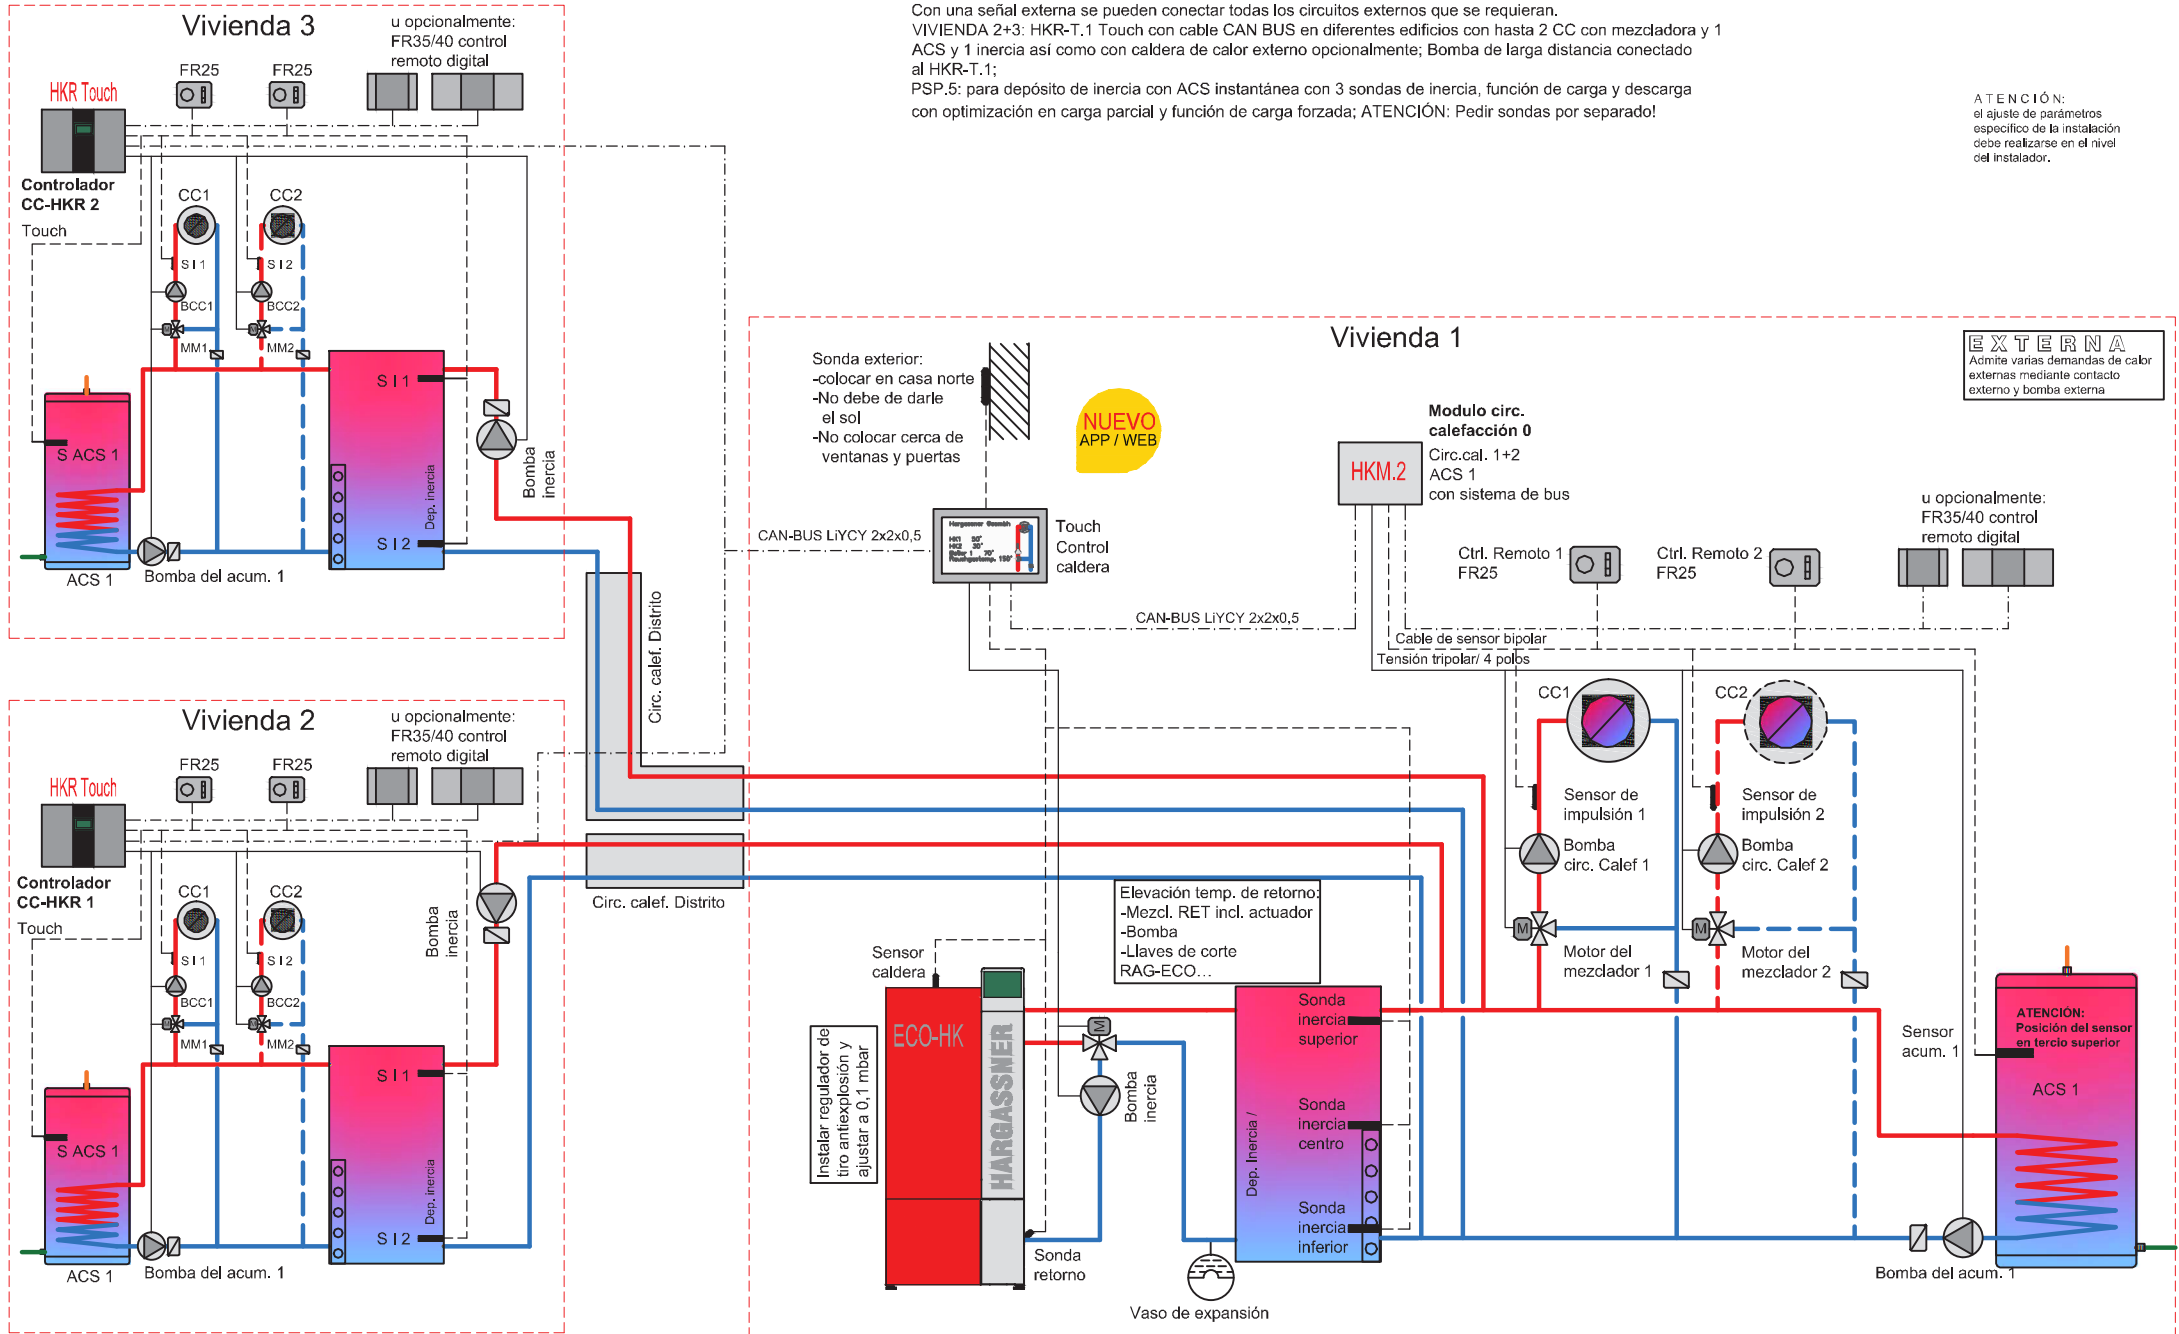 Con una señal externa se pueden conectar todas los circuitos externos que se requieran.
VIVIENDA 2+3: HKR-T.1 Touch con cable CAN BUS en diferentes edificios con hasta 2 CC con mezcladora y 1
ACS y 1 inercia así como con caldera de calor externo opcionalmente; Bomba de larga distancia conectado
al HKR-T.1;
PSP.5: para depósito de inercia con ACS instantánea con 3 sondas de inercia, función de carga y descarga
con optimización en carga parcial y función de carga forzada; ATENCIÓN: Pedir sondas por separado!
ATENCIÓN:
el ajuste de parámetros
especifico de la instalación
debe realizarse en el nivel
del instalador.
Vivienda 3
u opcionalmente:
FR35/40 control
remoto digital
FR25
FR25
HKR Touch
Controlador
CC-HKR 2
Touch
CC1
CC2
S I 1
S I 2
BCC1
BCC2
M
M
MM1
MM2
S I 1
S ACS 1
Dep. inercia
S I 2
Bomba
inercia
ACS 1
Bomba del acum. 1
Circ. calef. Distrito
Vivienda 2
u opcionalmente:
FR35/40 control
remoto digital
FR25
FR25
HKR Touch
Controlador
CC-HKR 1
Touch
CC1
CC2
S I 1
S I 2
BCC1
BCC2
M
M
MM1
MM2
Bomba
inercia
S I 1
S ACS 1
Dep. inercia
S I 2
ACS 1
Bomba del acum. 1
Circ. calef. Distrito
Vivienda 1
EXTERNA
Admite varias demandas de calor
externas mediante contacto
externo y bomba externa
Sonda exterior:
-colocar en casa norte
-No debe de darle
el sol
-No colocar cerca de
ventanas y puertas
NUEVO
APP / WEB
Modulo circ.
calefacción 0
HKM.2
Circ.cal. 1+2
ACS 1
con sistema de bus
CAN-BUS LiYCY 2x2x0,5
Hargassner GesmbH
HK1 50°
HK2 30°
Rauchgastemp. 150°
Touch
Control
caldera
CAN-BUS LiYCY 2x2x0,5
Ctrl. Remoto 1
FR25
Ctrl. Remoto 2
FR25
u opcionalmente:
FR35/40 control
remoto digital
Cable de sensor bipolar
Tensión tripolar/ 4 polos
CC1
CC2
Sensor de
impulsión 1
Sensor de
impulsión 2
Bomba
circ. Calef 1
Bomba
circ. Calef 2
M
M
Motor del
mezclador 1
Motor del
mezclador 2
Elevación temp. de retorno:
-Mezcl. RET incl. actuador
-Bomba
-Llaves de corte
RAG-ECO...
Sensor
caldera
Instalar regulador de
tiro antiexplosión y
ajustar a 0,1 mbar
ECO-HK
HARGASSNER
M
Bomba
inercia
Sonda
retorno
Vaso de expansión
Dep. Inercia /
Sonda
inercia
superior
Sonda
inercia
centro
Sonda
inercia
inferior
Sensor
acum. 1
ATENCIÓN:
Posición del sensor
en tercio superior
ACS 1
Bomba del acum. 1